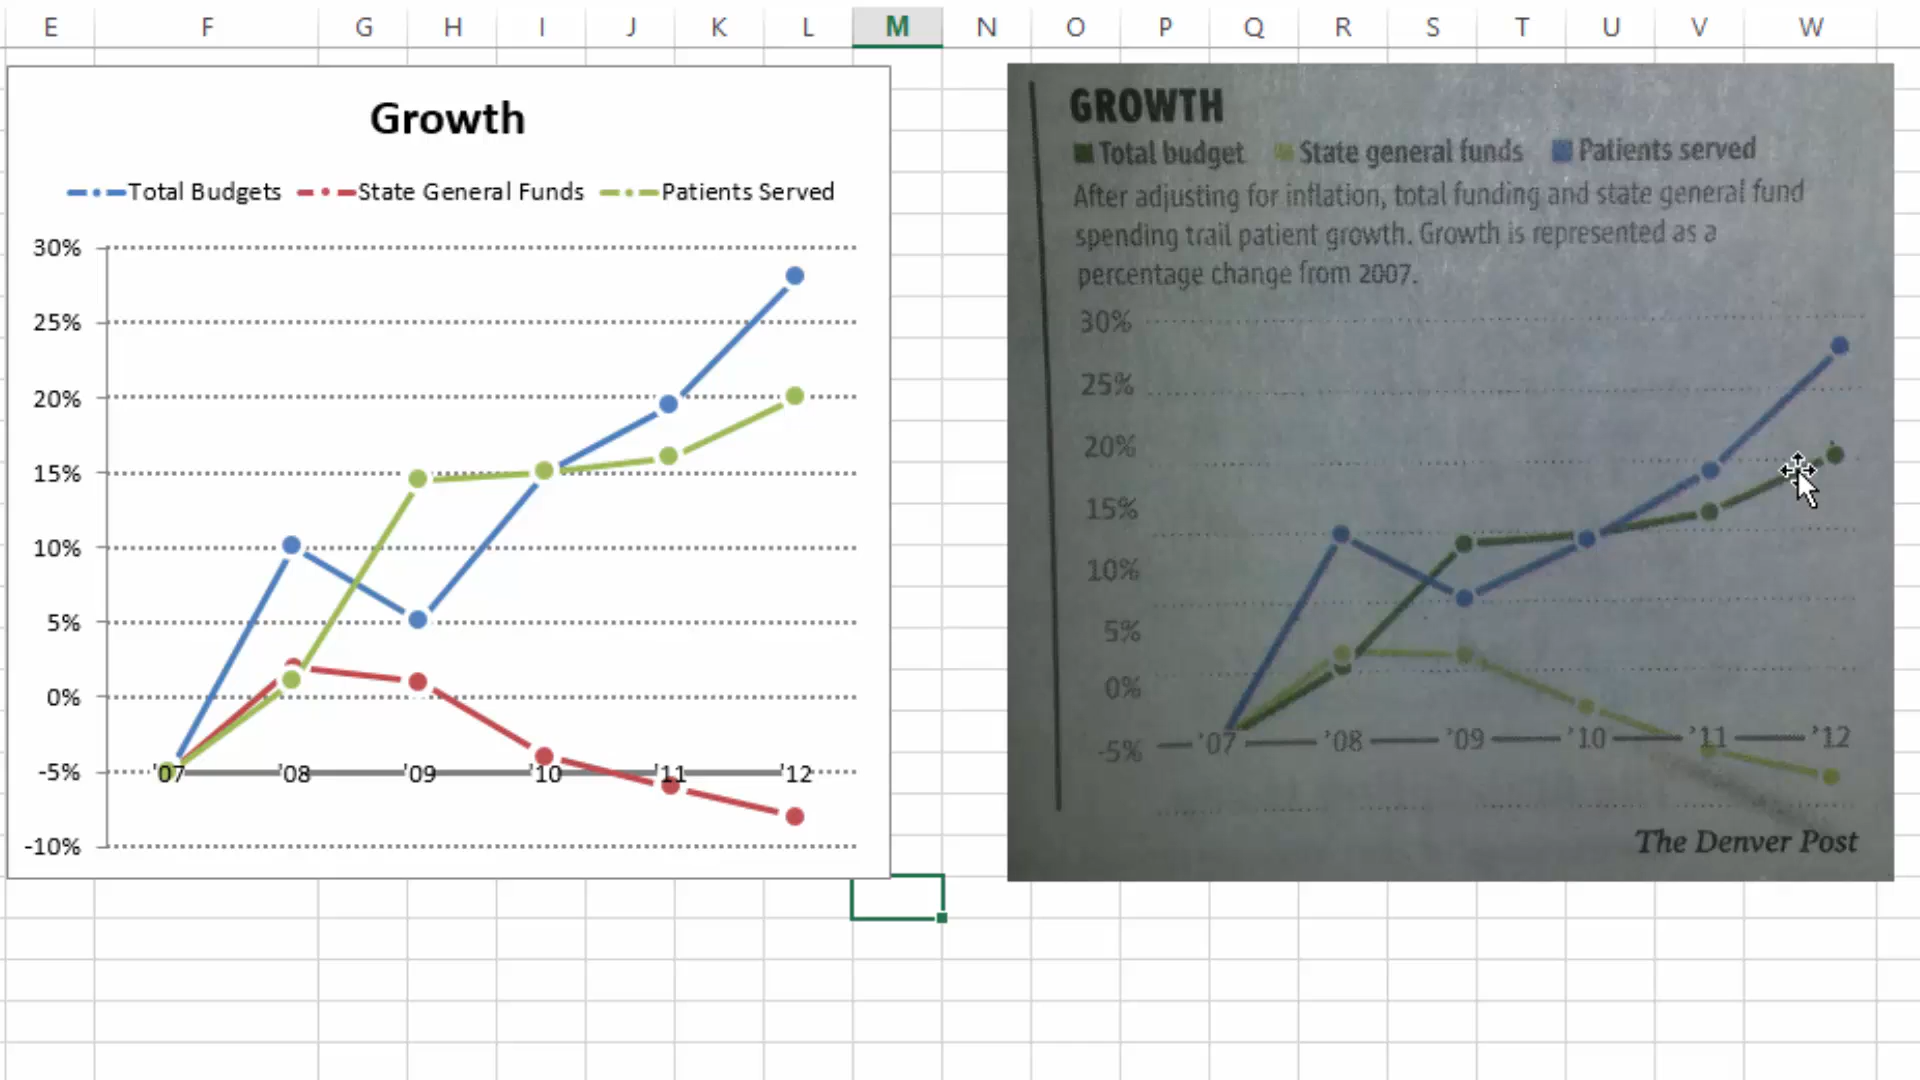 E F G H I J K L M N O P Q R S T U V W
Growth
Total Budgets State General Funds Patients Served
30%
25%
20%
15%
10%
5%
0%
-5%
-10%
'07 '08 '09 '10 '11 '12
GROWTH
Total budget State general funds Patients served
After adjusting for inflation, total funding and state general fund
spending trail patient growth. Growth is represented as a
percentage change from 2007.
30%
25%
20%
15%
10%
5%
0%
-5%
'07 '08 '09 '10 '11 '12
The Denver Post